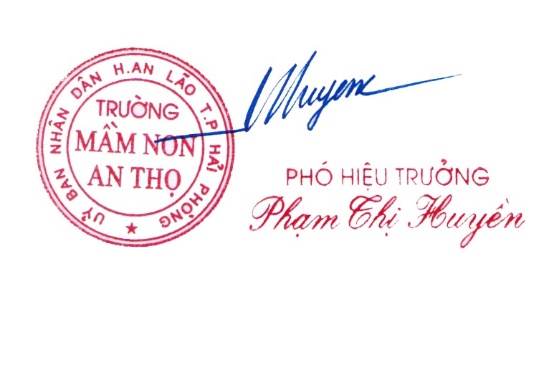 UỶ BAN NHÂN DÂN H.AN LÃO T.P HẢI PHÒNG
TRƯỜNG
MẦM NON
AN THỌ
Huyền
PHÓ HIỆU TRƯỞNG
Phạm Thị Huyền